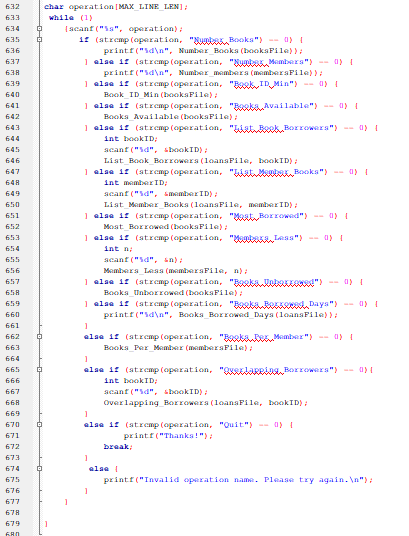 632 char operation[MAX_LINE_LEN];
633 while (1)
634 {scanf("%s", operation);
635 if (strcmp(operation, "Number_Books") == 0) {
636 printf("%d\n", Number_Books(booksFile));
637 } else if (strcmp(operation, "Number_Members") == 0) {
638 printf("%d\n", Number_members(membersFile));
639 } else if (strcmp(operation, "Book_ID_Min") == 0) {
640 Book_ID_Min(booksFile);
641 } else if (strcmp(operation, "Books_Available") == 0) {
642 Books_Available(booksFile);
643 } else if (strcmp(operation, "List_Book_Borrowers") == 0) {
644 int bookID;
645 scanf("%d", &bookID);
646 List_Book_Borrowers(loansFile, bookID);
647 } else if (strcmp(operation, "List_Member_Books") == 0) {
648 int memberID;
649 scanf("%d", &memberID);
650 List_Member_Books(loansFile, memberID);
651 } else if (strcmp(operation, "Most_Borrowed") == 0) {
652 Most_Borrowed(booksFile);
653 } else if (strcmp(operation, "Members_Less") == 0) {
654 int n;
655 scanf("%d", &n);
656 Members_Less(membersFile, n);
657 } else if (strcmp(operation, "Books_Unborrowed") == 0) {
658 Books_Unborrowed(booksFile);
659 } else if (strcmp(operation, "Books_Borrowed_Days") == 0) {
660 printf("%d\n", Books_Borrowed_Days(loansFile));
661 }
662 else if (strcmp(operation, "Books_Per_Member") == 0) {
663 Books_Per_Member(membersFile);
664 }
665 else if (strcmp(operation, "Overlapping_Borrowers") == 0){
666 int bookID;
667 scanf("%d", &bookID);
668 Overlapping_Borrowers(loansFile, bookID);
669 }
670 else if (strcmp(operation, "Quit") == 0) {
671 printf("Thanks!");
672 break;
673 }
674 else {
675 printf("Invalid operation name. Please try again.\n");
676 }
677 }
678
679 }
680